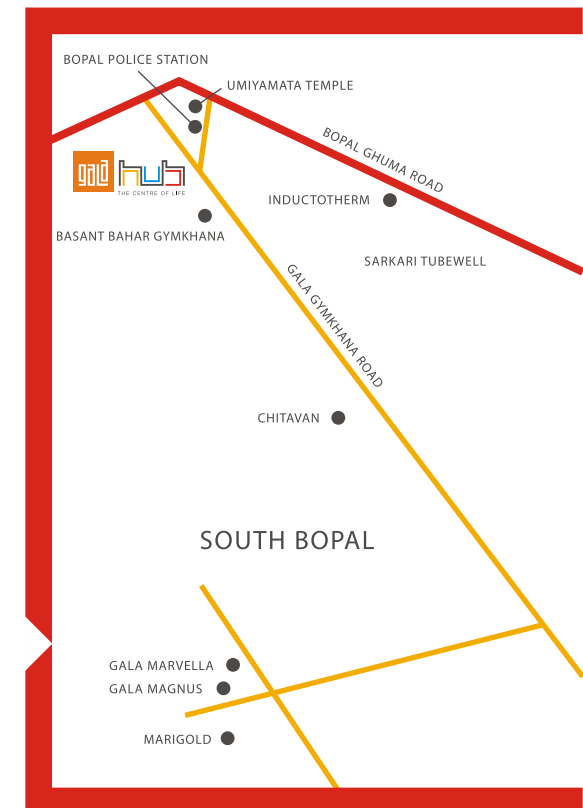 BOPAL POLICE STATION
UMIYAMATA TEMPLE
BOPAL GHUMA ROAD
gala hub
THE CENTRE OF LIFE
INDUCTOTHERM
BASANT BAHAR GYMKHANA
SARKARI TUBEWELL
GALA GYMKHANA ROAD
CHITAVAN
SOUTH BOPAL
GALA MARVELLA
GALA MAGNUS
MARIGOLD